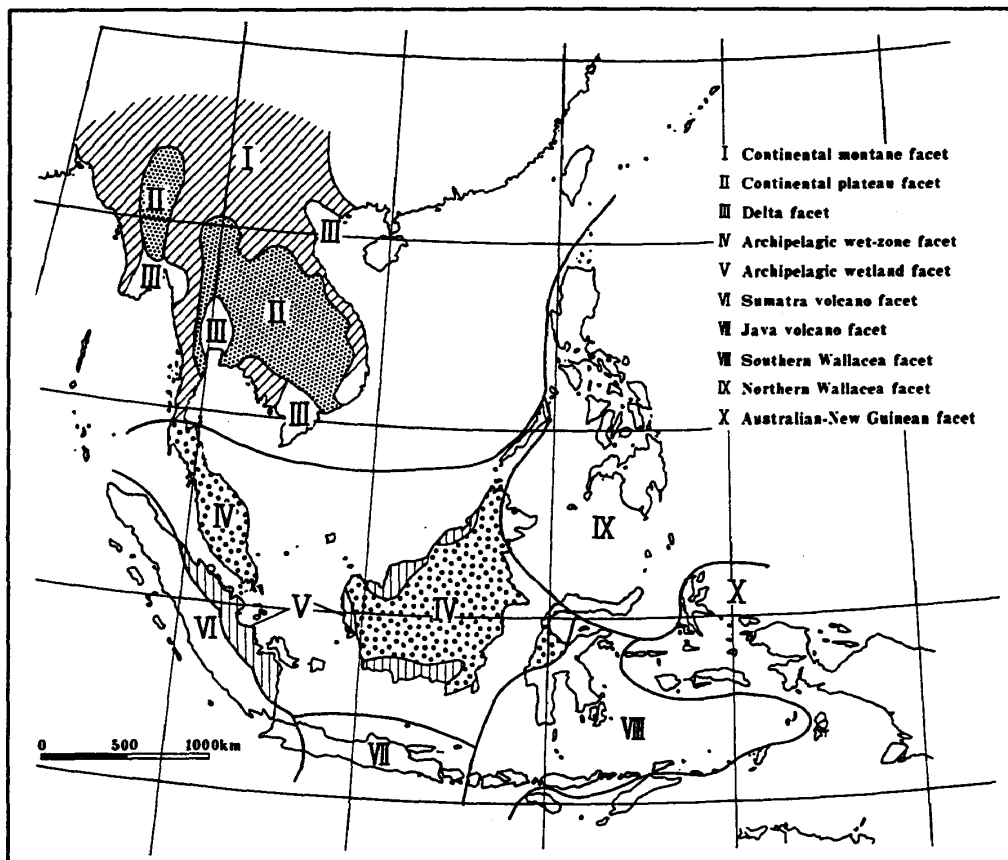 I Continental montane facet
II Continental plateau facet
III Delta facet
IV Archipelagic wet-zone facet
V Archipelagic wetland facet
VI Sumatra volcano facet
VII Java volcano facet
VIII Southern Wallacea facet
IX Northern Wallacea facet
X Australian-New Guinean facet
I
II
III
III
II
III
III
IV
IX
X
V
IV
VI
VIII
VII
0 500 1000km